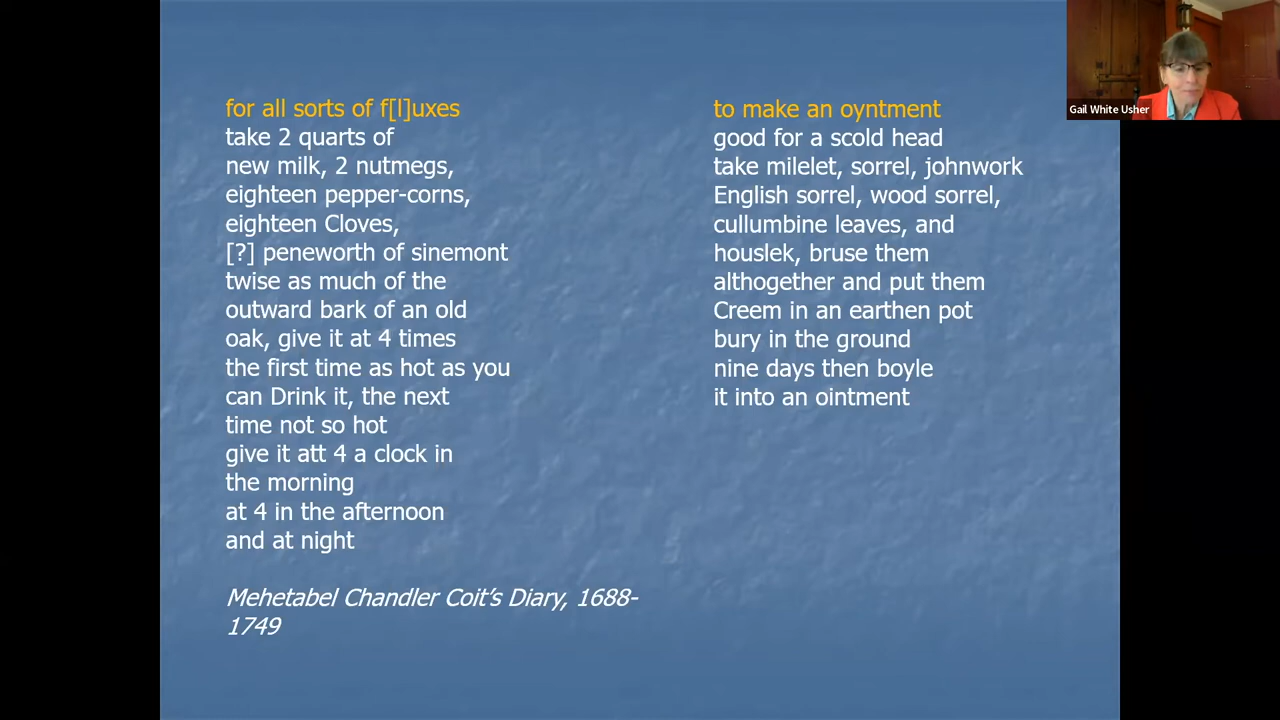 for all sorts of f[l]uxes
take 2 quarts of
new milk, 2 nutmegs,
eighteen pepper-corns,
eighteen Cloves,
[?] peneworth of sinemont
twise as much of the
outward bark of an old
oak, give it at 4 times
the first time as hot as you
can Drink it, the next
time not so hot
give it att 4 a clock in
the morning
at 4 in the afternoon
and at night
Mehetabel Chandler Coit's Diary, 1688-
1749
to make an oyntment
good for a scold head
take milelet, sorrel, johnwork
English sorrel, wood sorrel,
cullumbine leaves, and
houslek, bruse them
althogether and put them
Creem in an earthen pot
bury in the ground
nine days then boyle
it into an ointment
Gail White Usher